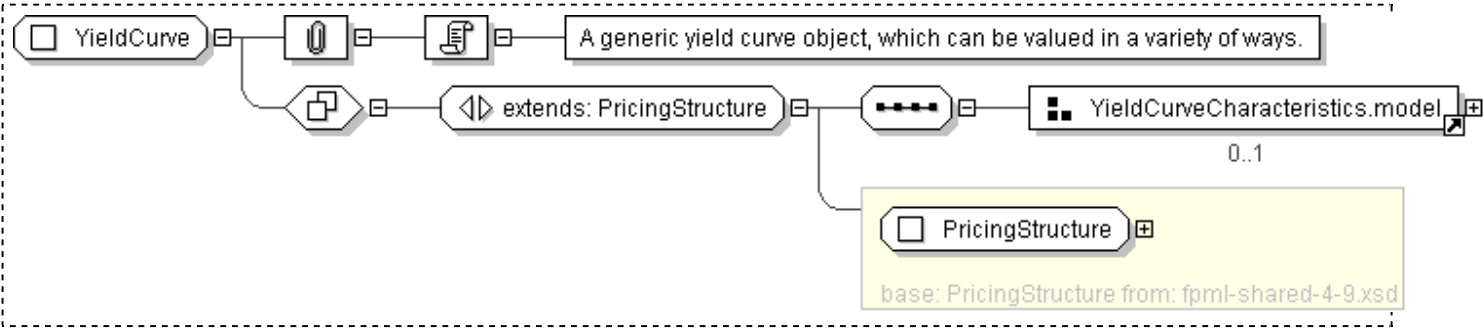 YieldCurve
A generic yield curve object, which can be valued in a variety of ways.
extends: PricingStructure
YieldCurveCharacteristics.model
0..1
PricingStructure
base: PricingStructure from: fpml-shared-4-9.xsd